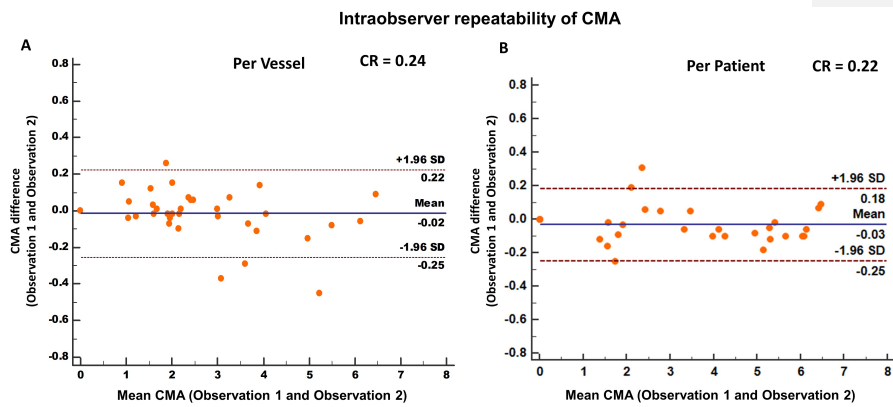 Intraobserver repeatability of CMA
A
Per Vessel
CR = 0.24
CMA difference
(Observation 1 and Observation 2)
0.8
0.6
0.4
0.2
0.0
-0.2
-0.4
-0.6
-0.8
+1.96 SD
0.22
Mean
-0.02
-1.96 SD
-0.25
0 1 2 3 4 5 6 7 8
Mean CMA (Observation 1 and Observation 2)
B
Per Patient
CR = 0.22
CMA difference
(Observation 1 and Observation 2)
0.8
0.6
0.4
0.2
0.0
-0.2
-0.4
-0.6
-0.8
+1.96 SD
0.18
Mean
-0.03
-1.96 SD
-0.25
0 1 2 3 4 5 6 7 8
Mean CMA (Observation 1 and Observation 2)